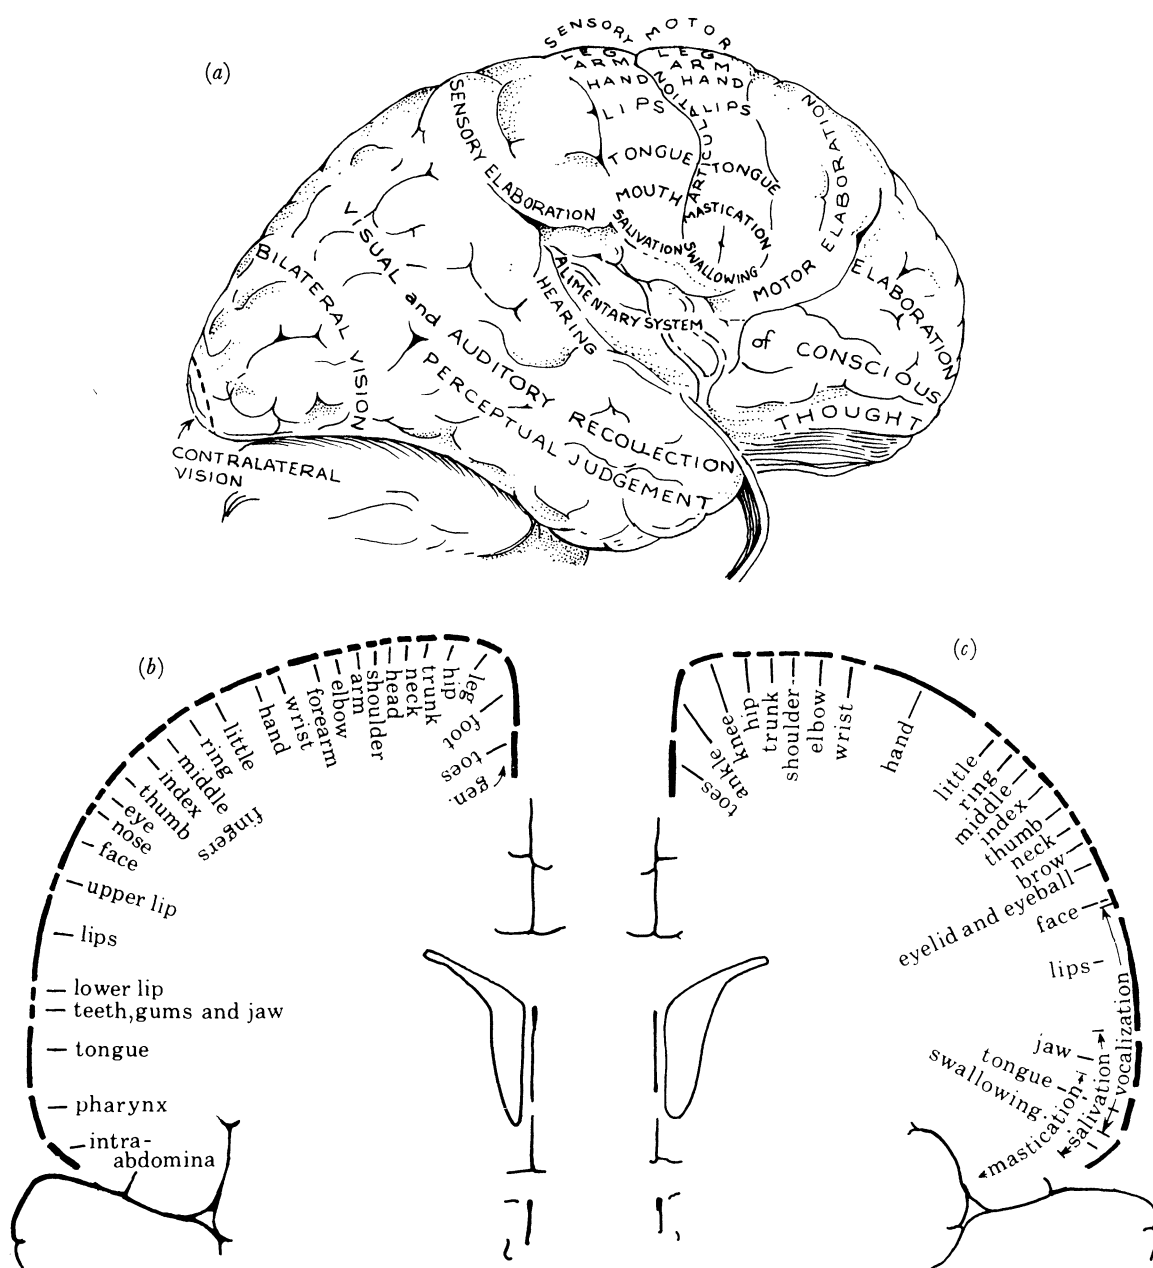 (a)
SENSORY MOTOR
LEG LEG
ARM ARM
HAND HAND
LIPS LIPS
ARTICULATION
TONGUE TONGUE
MOUTH MASTICATION
SALIVATION SWALLOWING
SENSORY ELABORATION
MOTOR ELABORATION
VISUAL and AUDITORY RECOLLECTION
BILATERAL VISION
HEARING
ALIMENTARY SYSTEM
PERCEPTUAL JUDGEMENT
ELABORATION
of CONSCIOUS
THOUGHT
CONTRALATERAL
VISION
(b)
gen.
toes
foot
leg
hip
trunk
neck
head
shoulder
arm
elbow
forearm
wrist
hand
little
ring
middle
index
thumb
fingers
eye
nose
face
upper lip
lips
lower lip
teeth,gums and jaw
tongue
pharynx
intra-
abdomina
(c)
toes
ankle
knee
hip
trunk
shoulder
elbow
wrist
hand
little
ring
middle
index
thumb
neck
brow
eyelid and eyeball
face
lips
jaw
tongue
swallowing
mastication
salivation
vocalization